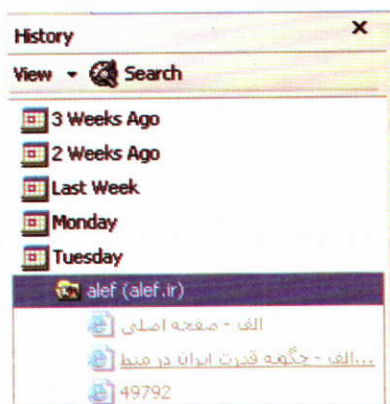 History
View Search
3 Weeks Ago
2 Weeks Ago
Last Week
Monday
Tuesday
alef (alef.ir)
الف - صفحه اصلی
الف - چگونه قدرت ایران در منط...
49792